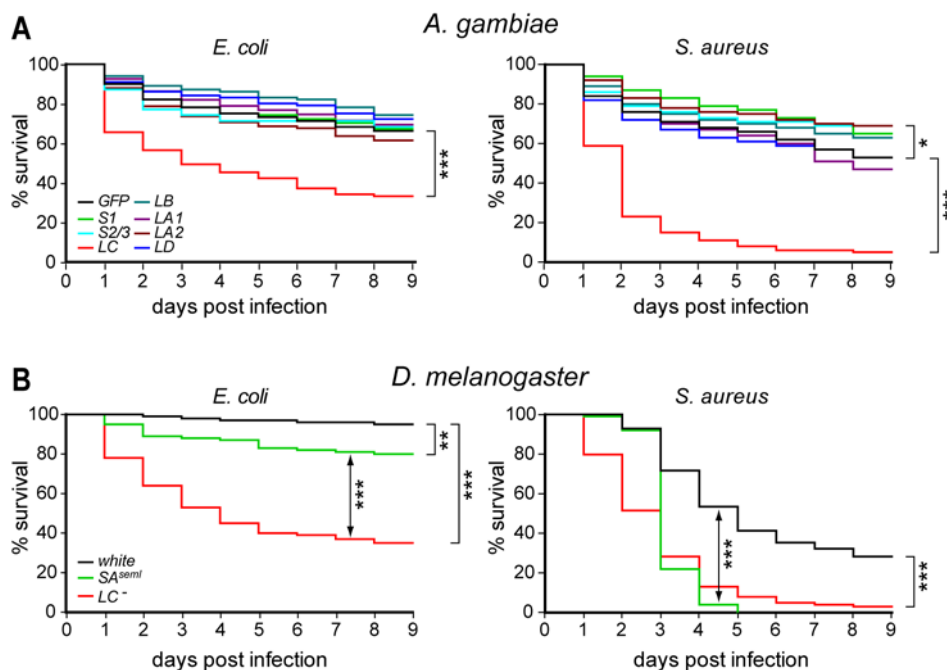 A
A. gambiae
E. coli
% survival
100
80
60
40
20
0
GFP
S1
S2/3
LC
LB
LA1
LA2
LD
***
0 1 2 3 4 5 6 7 8 9
days post infection
S. aureus
% survival
100
80
60
40
20
0
*
***
0 1 2 3 4 5 6 7 8 9
days post infection
B
D. melanogaster
E. coli
% survival
100
80
60
40
20
0
white
SAseml
LC -
***
**
***
0 1 2 3 4 5 6 7 8 9
days post infection
S. aureus
% survival
100
80
60
40
20
0
***
***
0 1 2 3 4 5 6 7 8 9
days post infection